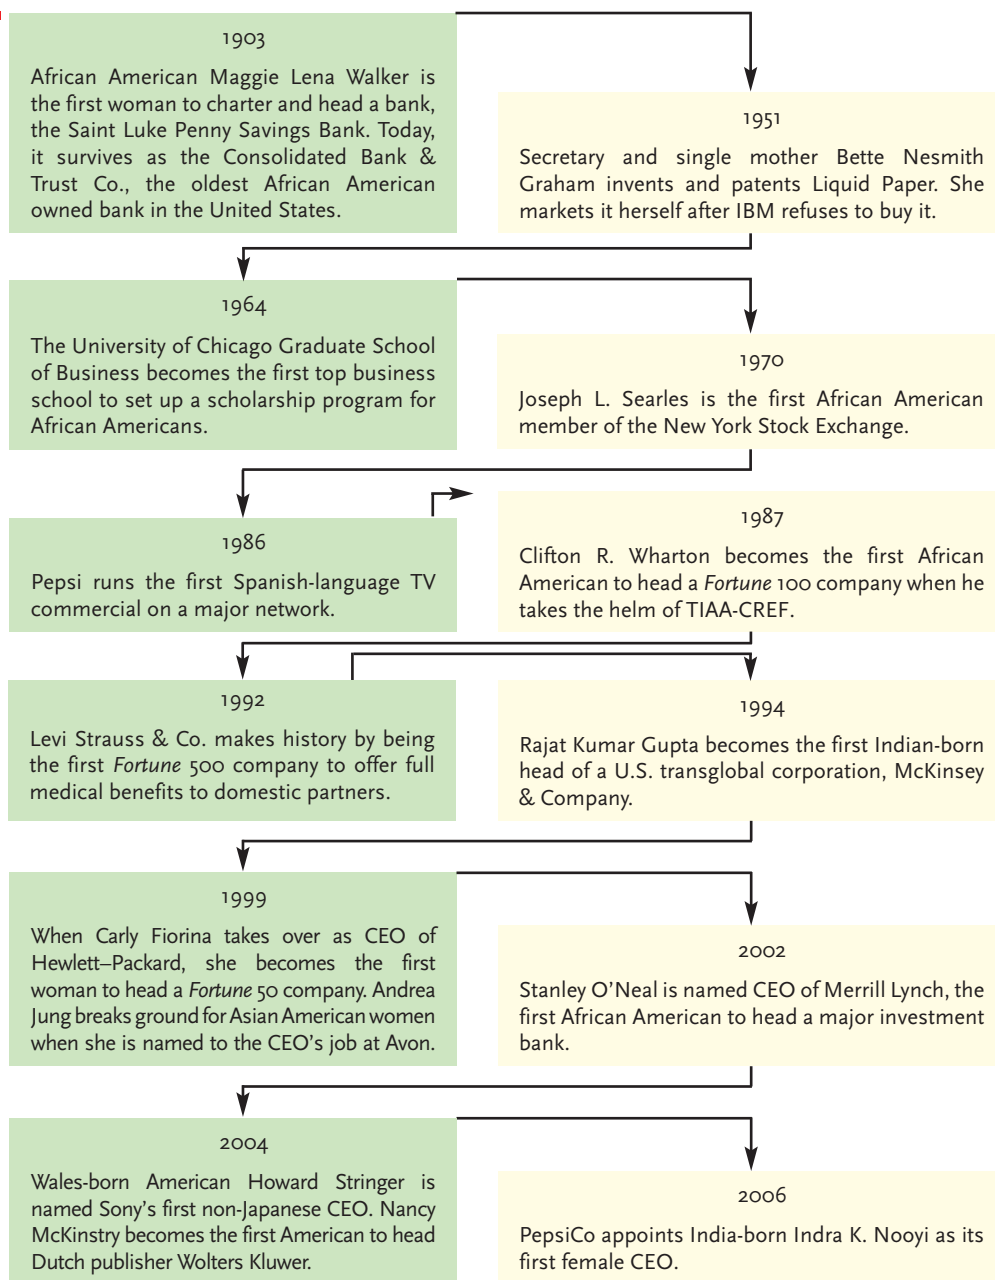 1903
African American Maggie Lena Walker is
the first woman to charter and head a bank,
the Saint Luke Penny Savings Bank. Today,
it survives as the Consolidated Bank &
Trust Co., the oldest African American
owned bank in the United States.
1951
Secretary and single mother Bette Nesmith
Graham invents and patents Liquid Paper. She
markets it herself after IBM refuses to buy it.
1964
The University of Chicago Graduate School
of Business becomes the first top business
school to set up a scholarship program for
African Americans.
1970
Joseph L. Searles is the first African American
member of the New York Stock Exchange.
1986
Pepsi runs the first Spanish-language TV
commercial on a major network.
1987
Clifton R. Wharton becomes the first African
American to head a Fortune 100 company when he
takes the helm of TIAA-CREF.
1992
Levi Strauss & Co. makes history by being
the first Fortune 500 company to offer full
medical benefits to domestic partners.
1994
Rajat Kumar Gupta becomes the first Indian-born
head of a U.S. transglobal corporation, McKinsey
& Company.
1999
When Carly Fiorina takes over as CEO of
Hewlett–Packard, she becomes the first
woman to head a Fortune 50 company. Andrea
Jung breaks ground for Asian American women
when she is named to the CEO's job at Avon.
2002
Stanley O'Neal is named CEO of Merrill Lynch, the
first African American to head a major investment
bank.
2004
Wales-born American Howard Stringer is
named Sony's first non-Japanese CEO. Nancy
McKinstry becomes the first American to head
Dutch publisher Wolters Kluwer.
2006
PepsiCo appoints India-born Indra K. Nooyi as its
first female CEO.